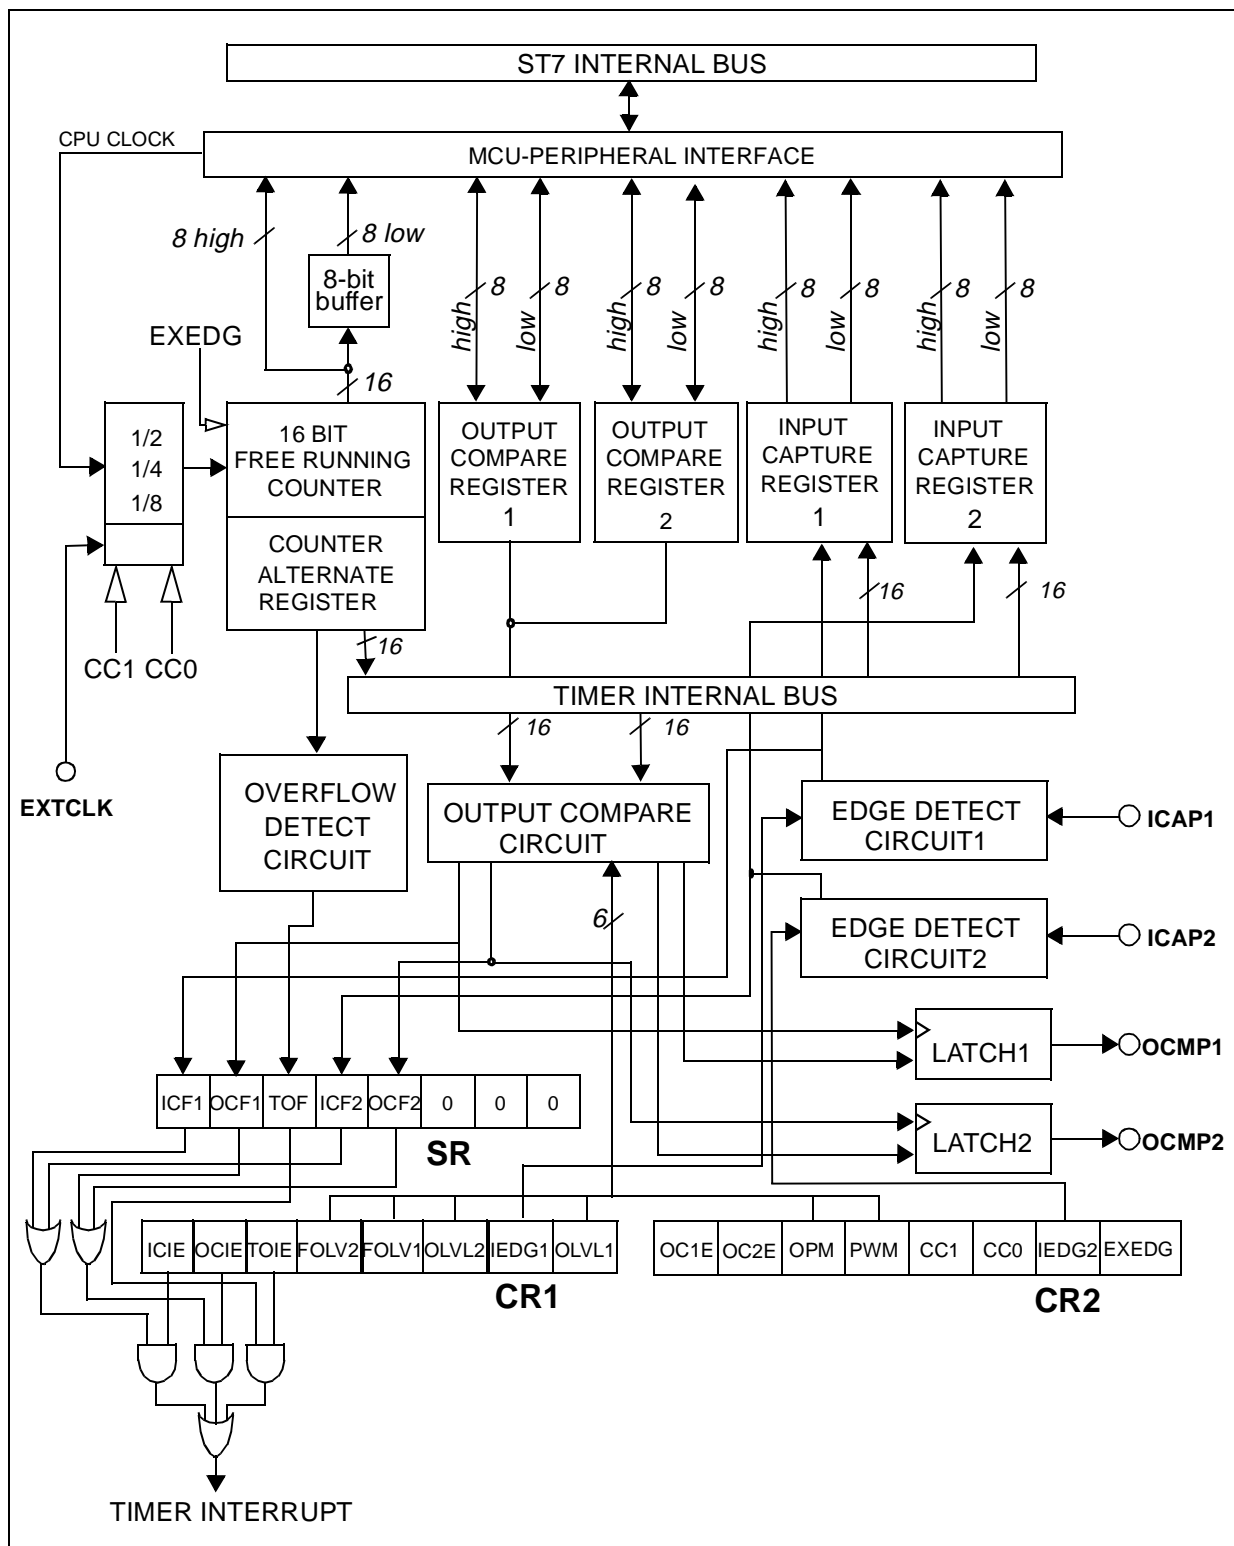 ST7 INTERNAL BUS
CPU CLOCK
MCU-PERIPHERAL INTERFACE
8 high
8 low
8-bit
buffer
high
8
low
8
high
8
low
8
high
8
low
8
high
8
low
8
EXEDG
16
1/2
1/4
1/8
16 BIT
FREE RUNNING
COUNTER
COUNTER
ALTERNATE
REGISTER
OUTPUT
COMPARE
REGISTER
1
OUTPUT
COMPARE
REGISTER
2
INPUT
CAPTURE
REGISTER
1
INPUT
CAPTURE
REGISTER
2
16
16
16
CC1 CC0
TIMER INTERNAL BUS
16
16
EXTCLK
OVERFLOW
DETECT
CIRCUIT
OUTPUT COMPARE
CIRCUIT
EDGE DETECT
CIRCUIT1
ICAP1
6
EDGE DETECT
CIRCUIT2
ICAP2
LATCH1
OCMP1
ICF1 OCF1 TOF ICF2 OCF2 0 0 0
SR
LATCH2
OCMP2
ICIE OCIE TOIE FOLV2 FOLV1 OLVL2 IEDG1 OLVL1
CR1
OC1E OC2E OPM PWM CC1 CC0 IEDG2 EXEDG
CR2
TIMER INTERRUPT